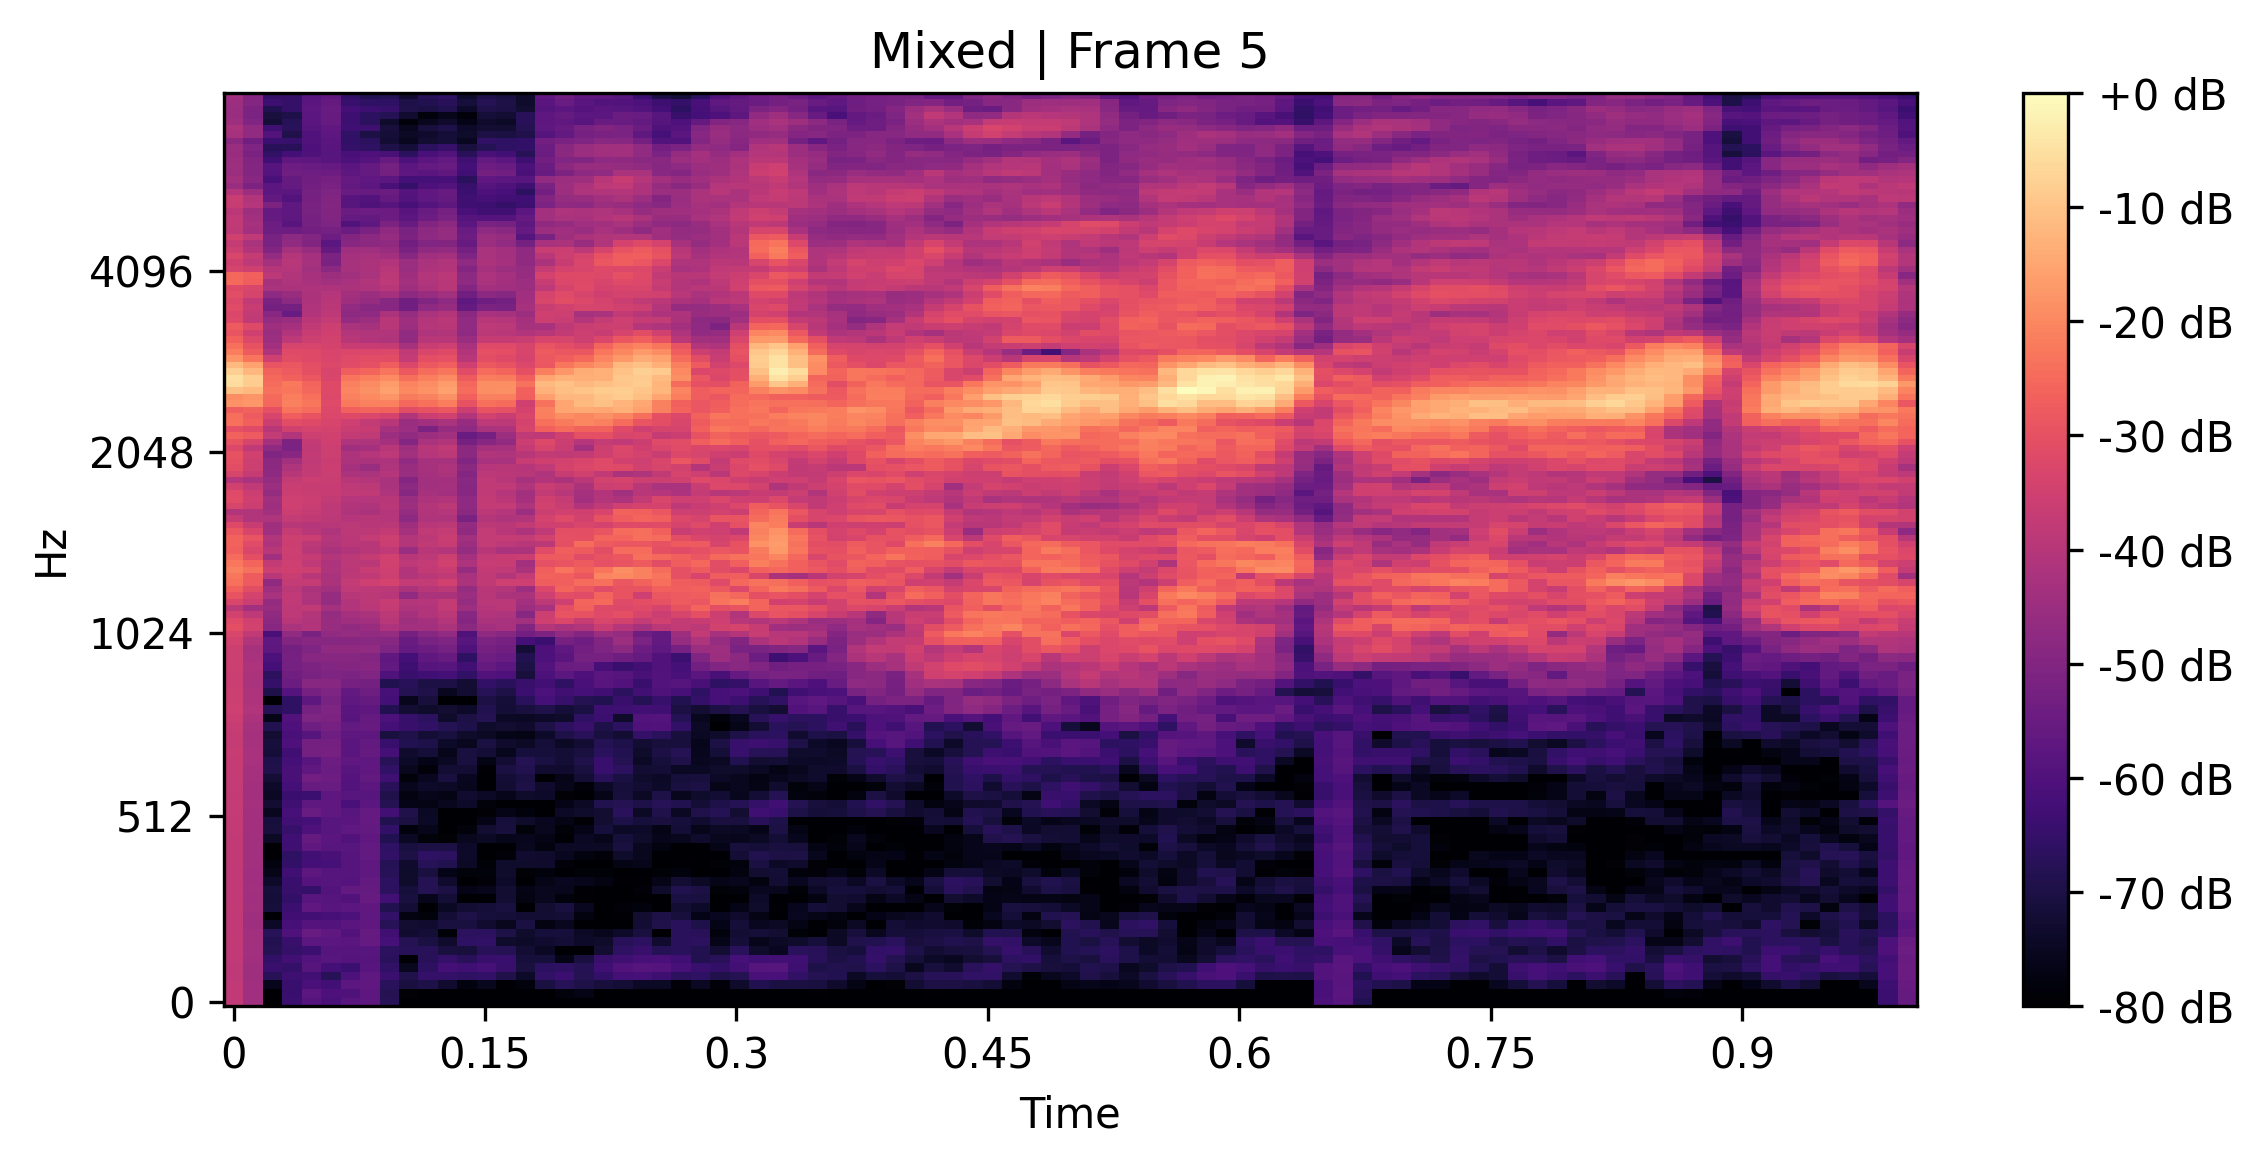 Mixed | Frame 5
+0 dB
-10 dB
-20 dB
-30 dB
-40 dB
-50 dB
-60 dB
-70 dB
-80 dB
Hz
4096
2048
1024
512
0
0 0.15 0.3 0.45 0.6 0.75 0.9
Time